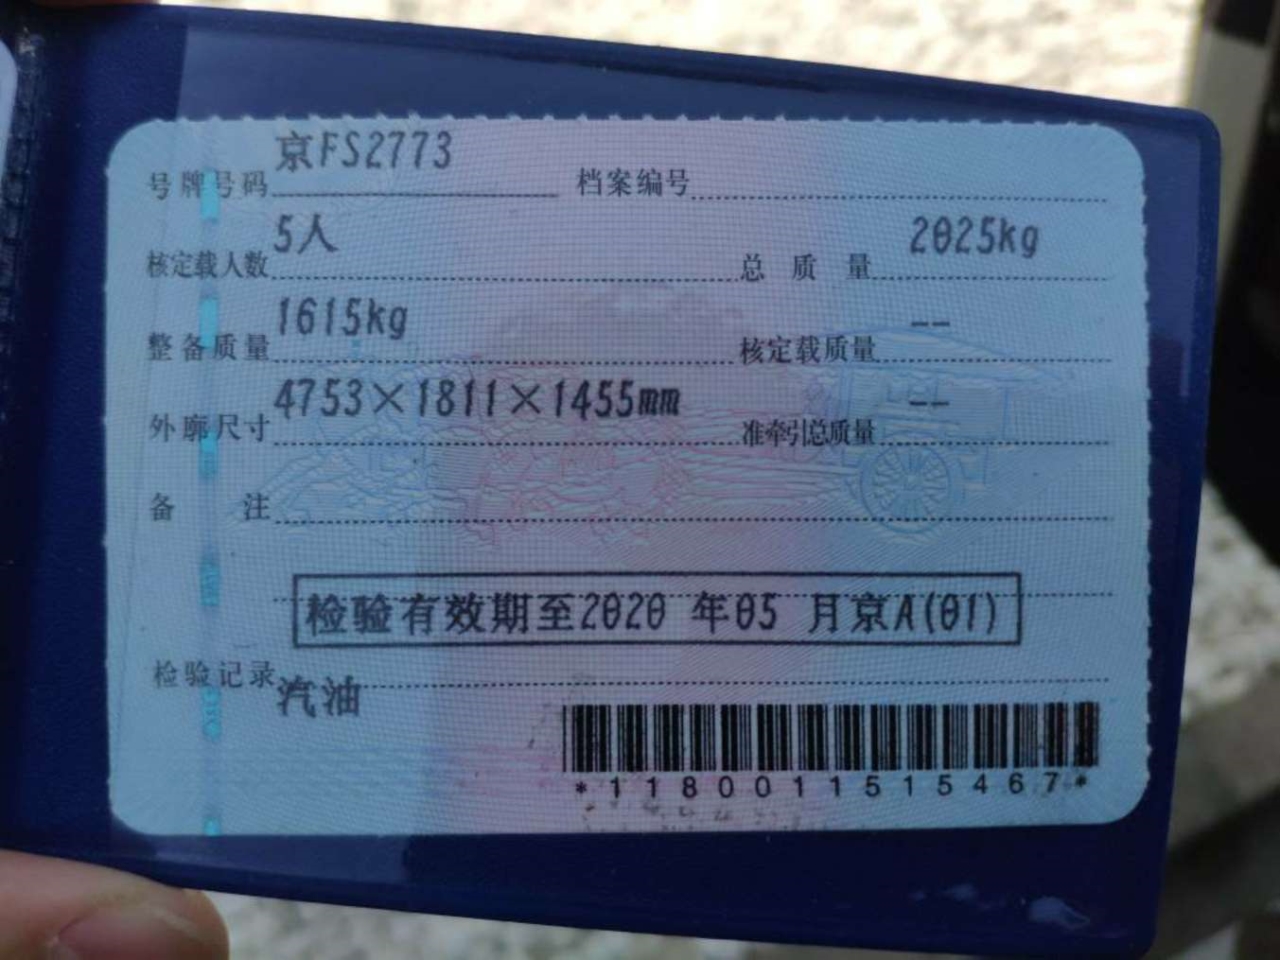 号牌号码 京FS2773 档案编号
核定载人数 5人 总质量 2025kg
整备质量 1615kg 核定载质量 --
外廓尺寸 4753×1811×1455mm 准牵引总质量 --
备注
检验有效期至2020 年05 月京A(01)
检验记录
汽油
*1180011515467*